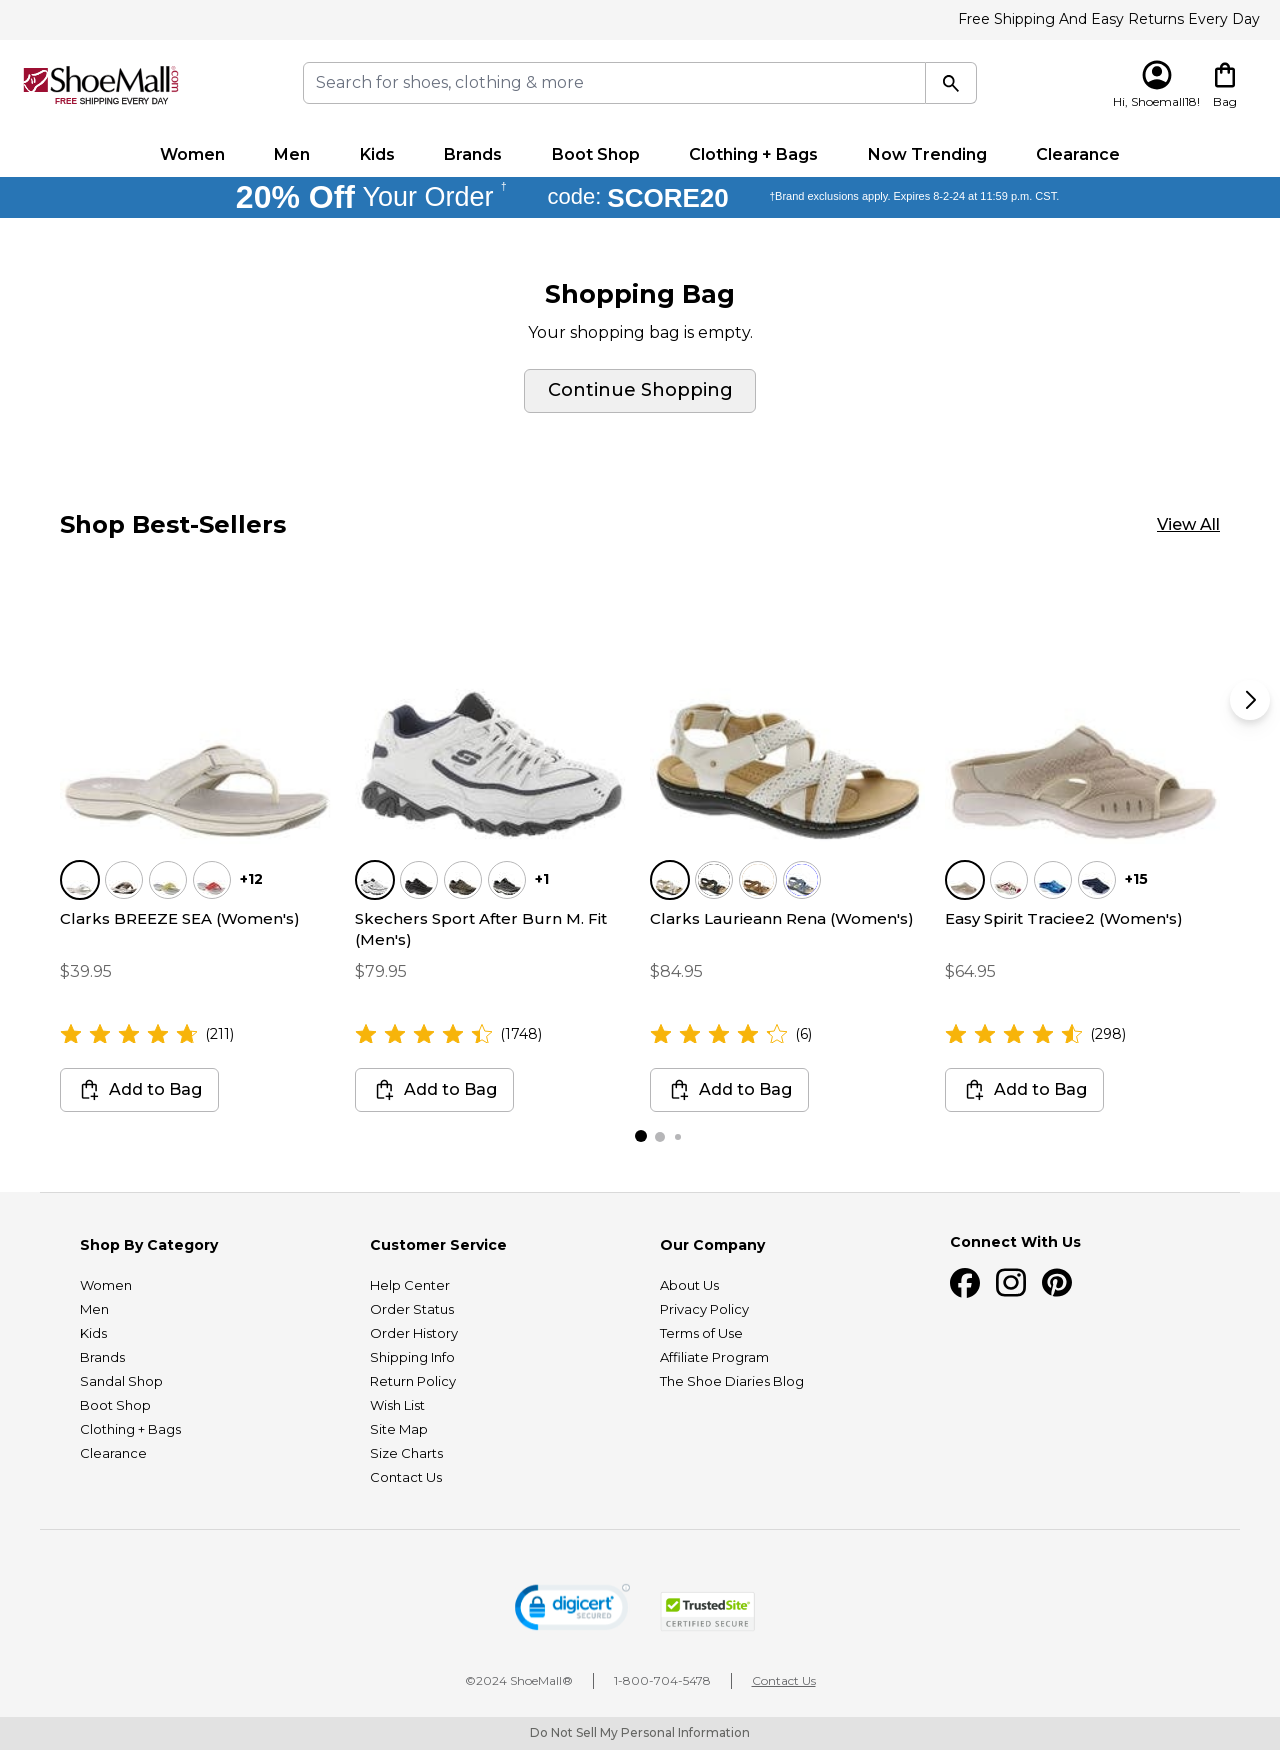 Free Shipping And Easy Returns Every Day
ShoeMall.com
FREE SHIPPING EVERY DAY
Search for shoes, clothing & more
Hi, Shoemall18!
Bag
Women Men Kids Brands Boot Shop Clothing + Bags Now Trending Clearance
20% Off Your Order † code: SCORE20 †Brand exclusions apply. Expires 8-2-24 at 11:59 p.m. CST.
Shopping Bag
Your shopping bag is empty.
Continue Shopping
Shop Best-Sellers
View All
+12
Clarks BREEZE SEA (Women's)
$39.95
(211)
Add to Bag
+1
Skechers Sport After Burn M. Fit
(Men's)
$79.95
(1748)
Add to Bag
Clarks Laurieann Rena (Women's)
$84.95
(6)
Add to Bag
+15
Easy Spirit Traciee2 (Women's)
$64.95
(298)
Add to Bag
Shop By Category
Women
Men
Kids
Brands
Sandal Shop
Boot Shop
Clothing + Bags
Clearance
Customer Service
Help Center
Order Status
Order History
Shipping Info
Return Policy
Wish List
Site Map
Size Charts
Contact Us
Our Company
About Us
Privacy Policy
Terms of Use
Affiliate Program
The Shoe Diaries Blog
Connect With Us
digicert
SECURED
TrustedSite
CERTIFIED SECURE
©2024 ShoeMall® 1-800-704-5478 Contact Us
Do Not Sell My Personal Information